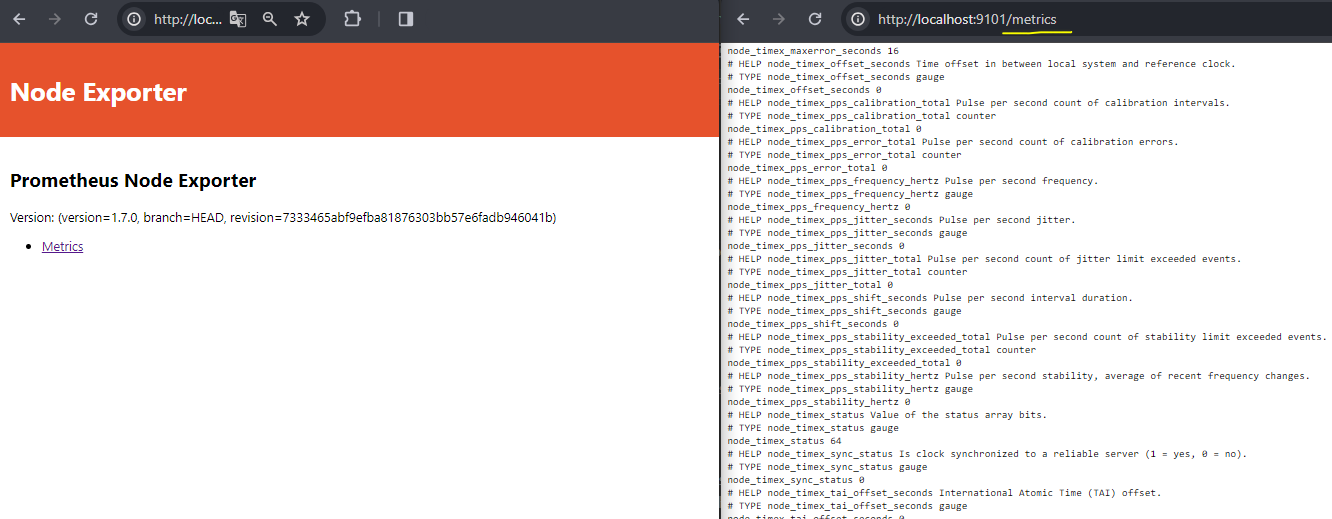 http://loc...
Node Exporter
Prometheus Node Exporter
Version: (version=1.7.0, branch=HEAD, revision=7333465abf9efba81876303bb57e6fadb946041b)
Metrics
http://localhost:9101/metrics
node_timex_maxerror_seconds 16
# HELP node_timex_offset_seconds Time offset in between local system and reference clock.
# TYPE node_timex_offset_seconds gauge
node_timex_offset_seconds 0
# HELP node_timex_pps_calibration_total Pulse per second count of calibration intervals.
# TYPE node_timex_pps_calibration_total counter
node_timex_pps_calibration_total 0
# HELP node_timex_pps_error_total Pulse per second count of calibration errors.
# TYPE node_timex_pps_error_total counter
node_timex_pps_error_total 0
# HELP node_timex_pps_frequency_hertz Pulse per second frequency.
# TYPE node_timex_pps_frequency_hertz gauge
node_timex_pps_frequency_hertz 0
# HELP node_timex_pps_jitter_seconds Pulse per second jitter.
# TYPE node_timex_pps_jitter_seconds gauge
node_timex_pps_jitter_seconds 0
# HELP node_timex_pps_jitter_total Pulse per second count of jitter limit exceeded events.
# TYPE node_timex_pps_jitter_total counter
node_timex_pps_jitter_total 0
# HELP node_timex_pps_shift_seconds Pulse per second interval duration.
# TYPE node_timex_pps_shift_seconds gauge
node_timex_pps_shift_seconds 0
# HELP node_timex_pps_stability_exceeded_total Pulse per second count of stability limit exceeded events.
# TYPE node_timex_pps_stability_exceeded_total counter
node_timex_pps_stability_exceeded_total 0
# HELP node_timex_pps_stability_hertz Pulse per second stability, average of recent frequency changes.
# TYPE node_timex_pps_stability_hertz gauge
node_timex_pps_stability_hertz 0
# HELP node_timex_status Value of the status array bits.
# TYPE node_timex_status gauge
node_timex_status 64
# HELP node_timex_sync_status Is clock synchronized to a reliable server (1 = yes, 0 = no).
# TYPE node_timex_sync_status gauge
node_timex_sync_status 0
# HELP node_timex_tai_offset_seconds International Atomic Time (TAI) offset.
# TYPE node_timex_tai_offset_seconds gauge
node_timex_tai_offset_seconds 0